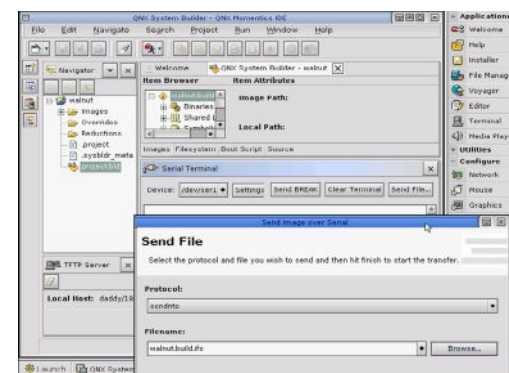 QNX System Builder - QNX Momentics IDE
File Edit Navigate Search Project Run Window Help
Navigator
walnut
Images
Overrides
Reductions
.project
.sysbldr_meta
project.bld
Welcome
QNX System Builder - walnut
Item Browser
Item Attributes
walnut.build
Binaries
Shared L
Image Path:
Local Path:
Images Filesystem Boot Script Source
Serial Terminal
Device: /dev/ser1 Settings Send BREAK Clear Terminal Send File...
TFTP Server
Local Host: daddy/19
Send Image over Serial
Send File
Select the protocol and file you wish to send and then hit finish to start the transfer.
Protocol:
sendnto
Filename:
walnut.build.ifs
Browse...
Launch
QNX System
Application
Welcome
Help
Installer
File Manag
Voyager
Editor
Terminal
Media Play
Utilities
Configure
Network
Mouse
Graphics